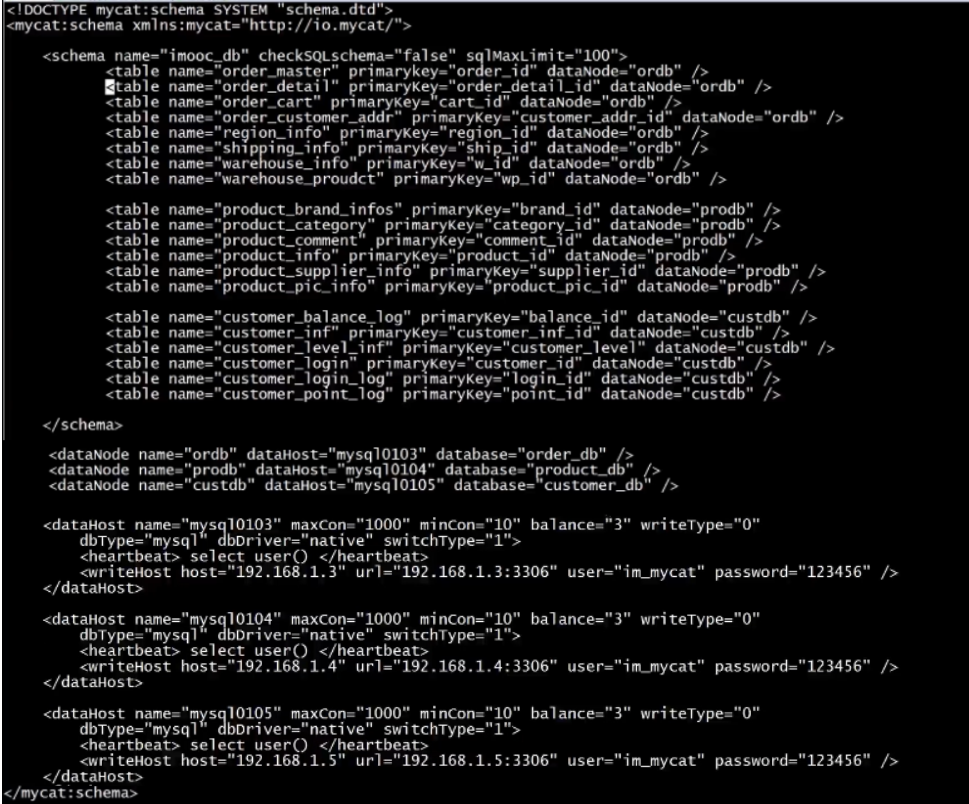 <!DOCTYPE mycat:schema SYSTEM "schema.dtd">
<mycat:schema xmlns:mycat="http://io.mycat/">
<schema name="imooc_db" checkSQLschema="false" sqlMaxLimit="100">
<table name="order_master" primaryKey="order_id" dataNode="ordb" />
<table name="order_detail" primaryKey="order_detail_id" dataNode="ordb" />
<table name="order_cart" primaryKey="cart_id" dataNode="ordb" />
<table name="order_customer_addr" primaryKey="customer_addr_id" dataNode="ordb" />
<table name="region_info" primaryKey="region_id" dataNode="ordb" />
<table name="shipping_info" primaryKey="ship_id" dataNode="ordb" />
<table name="warehouse_info" primaryKey="w_id" dataNode="ordb" />
<table name="warehouse_proudct" primaryKey="wp_id" dataNode="ordb" />
<table name="product_brand_infos" primaryKey="brand_id" dataNode="prodb" />
<table name="product_category" primaryKey="category_id" dataNode="prodb" />
<table name="product_comment" primaryKey="comment_id" dataNode="prodb" />
<table name="product_info" primaryKey="product_id" dataNode="prodb" />
<table name="product_supplier_info" primaryKey="supplier_id" dataNode="prodb" />
<table name="product_pic_info" primaryKey="product_pic_id" dataNode="prodb" />
<table name="customer_balance_log" primaryKey="balance_id" dataNode="custdb" />
<table name="customer_inf" primaryKey="customer_inf_id" dataNode="custdb" />
<table name="customer_level_inf" primaryKey="customer_level" dataNode="custdb" />
<table name="customer_login" primaryKey="customer_id" dataNode="custdb" />
<table name="customer_login_log" primaryKey="login_id" dataNode="custdb" />
<table name="customer_point_log" primaryKey="point_id" dataNode="custdb" />
</schema>
<dataNode name="ordb" dataHost="mysql0103" database="order_db" />
<dataNode name="prodb" dataHost="mysql0104" database="product_db" />
<dataNode name="custdb" dataHost="mysql0105" database="customer_db" />
<dataHost name="mysql0103" maxCon="1000" minCon="10" balance="3" writeType="0"
dbType="mysql" dbDriver="native" switchType="1">
<heartbeat> select user() </heartbeat>
<writeHost host="192.168.1.3" url="192.168.1.3:3306" user="im_mycat" password="123456" />
</dataHost>
<dataHost name="mysql0104" maxCon="1000" minCon="10" balance="3" writeType="0"
dbType="mysql" dbDriver="native" switchType="1">
<heartbeat> select user() </heartbeat>
<writeHost host="192.168.1.4" url="192.168.1.4:3306" user="im_mycat" password="123456" />
</dataHost>
<dataHost name="mysql0105" maxCon="1000" minCon="10" balance="3" writeType="0"
dbType="mysql" dbDriver="native" switchType="1">
<heartbeat> select user() </heartbeat>
<writeHost host="192.168.1.5" url="192.168.1.5:3306" user="im_mycat" password="123456" />
</dataHost>
</mycat:schema>